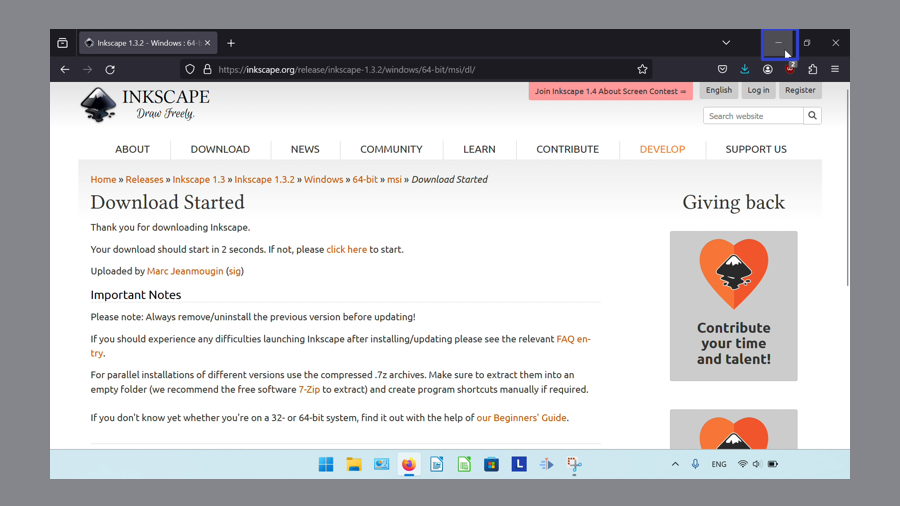 Inkscape 1.3.2 - Windows : 64-
2
https://inkscape.org/release/inkscape-1.3.2/windows/64-bit/msi/dl/
INKSCAPE
Draw Freely.
Join Inkscape 1.4 About Screen Contest ⇒
English
Log in
Register
Search website
ABOUT
DOWNLOAD
NEWS
COMMUNITY
LEARN
CONTRIBUTE
DEVELOP
SUPPORT US
Home » Releases » Inkscape 1.3 » Inkscape 1.3.2 » Windows » 64-bit » msi » Download Started
Download Started
Thank you for downloading Inkscape.
Your download should start in 2 seconds. If not, please click here to start.
Uploaded by Marc Jeanmougin (sig)
Important Notes
Please note: Always remove/uninstall the previous version before updating!
If you should experience any difficulties launching Inkscape after installing/updating please see the relevant FAQ en-
try.
For parallel installations of different versions use the compressed .7z archives. Make sure to extract them into an
empty folder (we recommend the free software 7-Zip to extract) and create program shortcuts manually if required.
If you don't know yet whether you're on a 32- or 64-bit system, find it out with the help of our Beginners' Guide.
Giving back
Contribute
your time
and talent!
L
ENG